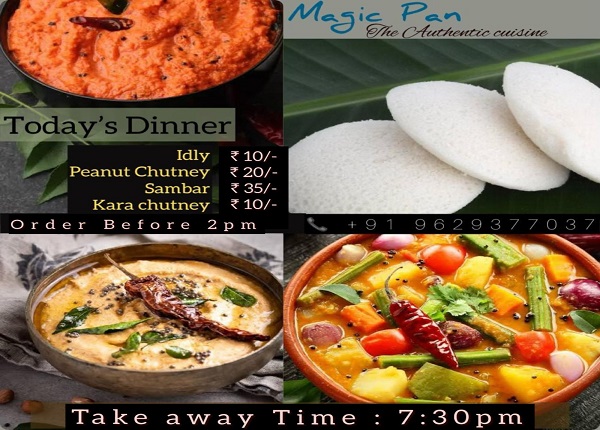 Magic Pan
The Authentic cuisine
Today's Dinner
Idly ₹ 10/-
Peanut Chutney ₹ 20/-
Sambar ₹ 35/-
Kara chutney ₹ 10/-
Order Before 2pm
+91 9629377037
Take away Time : 7:30pm